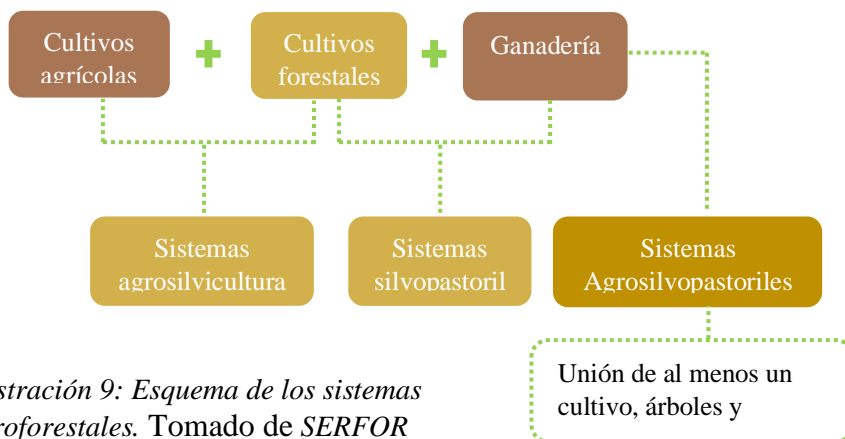 Cultivos
agrícolas
+
Cultivos
forestales
+
Ganadería
Sistemas
agrosilvicultura
Sistemas
silvopastoril
Sistemas
Agrosilvopastoriles
Unión de al menos un
cultivo, árboles y
stración 9: Esquema de los sistemas
roforestales. Tomado de SERFOR